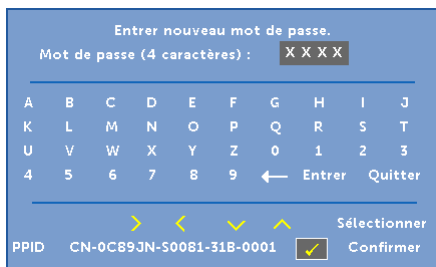 Entrer nouveau mot de passe.
Mot de passe (4 caractères) : X X X X
A B C D E F G H I J
K L M N O P Q R S T
U V W X Y Z 0 1 2 3
4 5 6 7 8 9 ← Entrer Quitter
Sélectionner
PPID CN-0C89JN-S0081-31B-0001 ✓ Confirmer